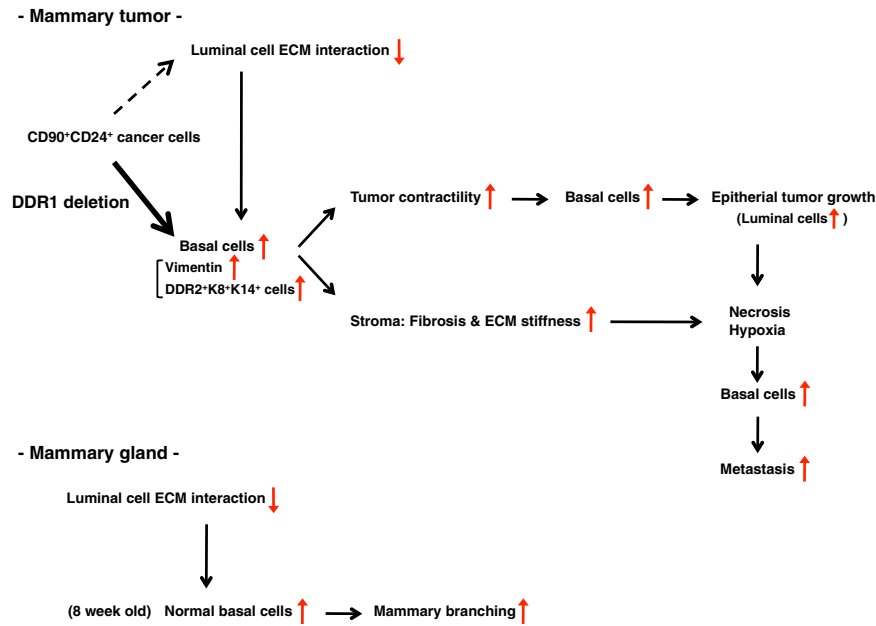 - Mammary tumor -
Luminal cell ECM interaction
CD90⁺CD24⁺ cancer cells
DDR1 deletion
Tumor contractility
Basal cells
Epitherial tumor growth
(Luminal cells )
Basal cells
Vimentin
DDR2⁺K8⁺K14⁺ cells
Stroma: Fibrosis & ECM stiffness
Necrosis
Hypoxia
Basal cells
Metastasis
- Mammary gland -
Luminal cell ECM interaction
(8 week old) Normal basal cells
Mammary branching